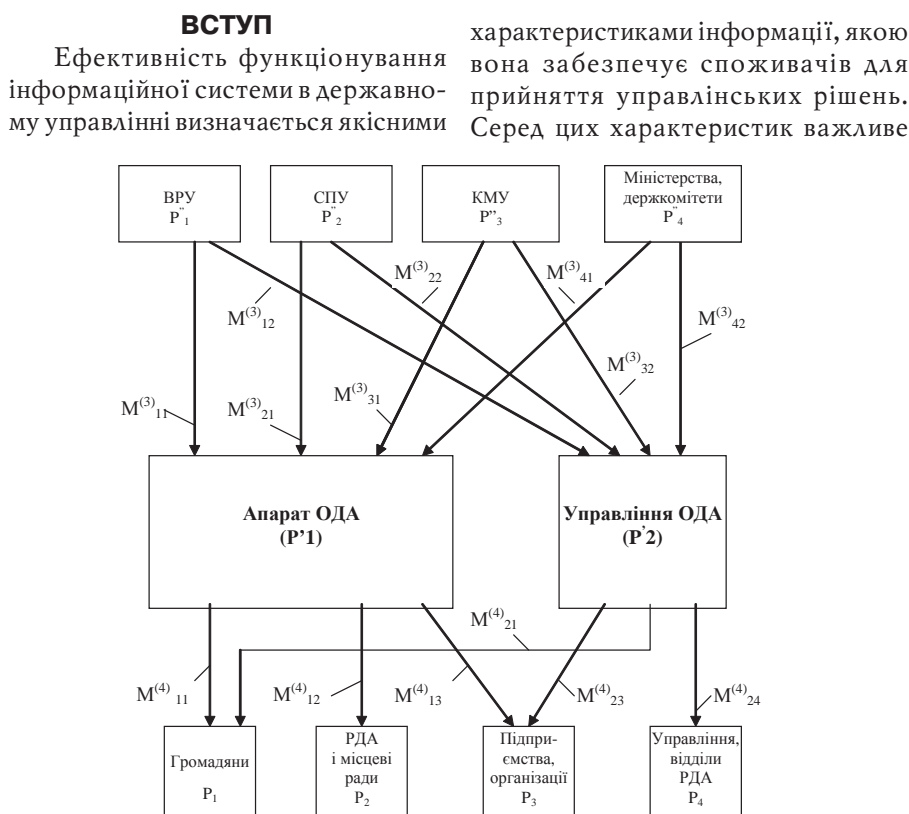 ВСТУП
Ефективність функціонування
інформаційної системи в державно-
му управлінні визначається якісними
характеристиками інформації, якою
вона забезпечує споживачів для
прийняття управлінських рішень.
Серед цих характеристик важливе
ВРУ
P''₁
СПУ
P''₂
КМУ
P''₃
Міністерства,
держкомітети
P''₄
M⁽³⁾₁₂
M⁽³⁾₂₂
M⁽³⁾₄₁
M⁽³⁾₄₂
M⁽³⁾₃₂
M⁽³⁾₁₁
M⁽³⁾₂₁
M⁽³⁾₃₁
Апарат ОДА
(P'1)
Управління ОДА
(P'2)
M⁽⁴⁾₂₁
M⁽⁴⁾₁₁
M⁽⁴⁾₁₂
M⁽⁴⁾₁₃
M⁽⁴⁾₂₃
M⁽⁴⁾₂₄
Громадяни
P₁
РДА
і місцеві
ради
P₂
Підпри-
ємства,
організації
P₃
Управління,
відділи
РДА
P₄